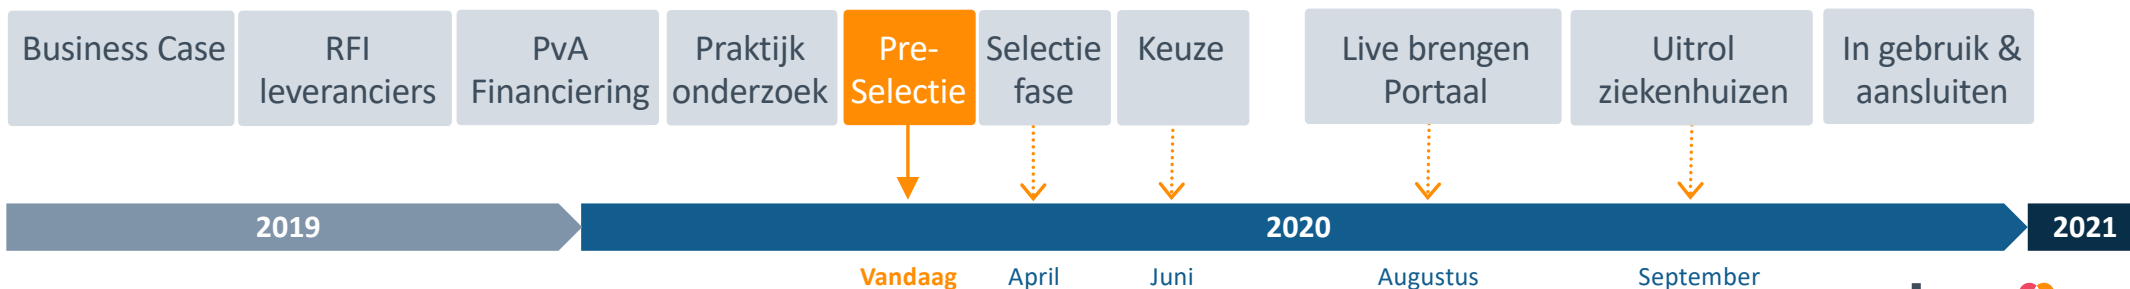 Business Case
RFI
leveranciers
PvA
Financiering
Praktijk
onderzoek
Pre-
Selectie
Selectie
fase
Keuze
Live brengen
Portaal
Uitrol
ziekenhuizen
In gebruik &
aansluiten
2019
2020
2021
Vandaag
April
Juni
Augustus
September